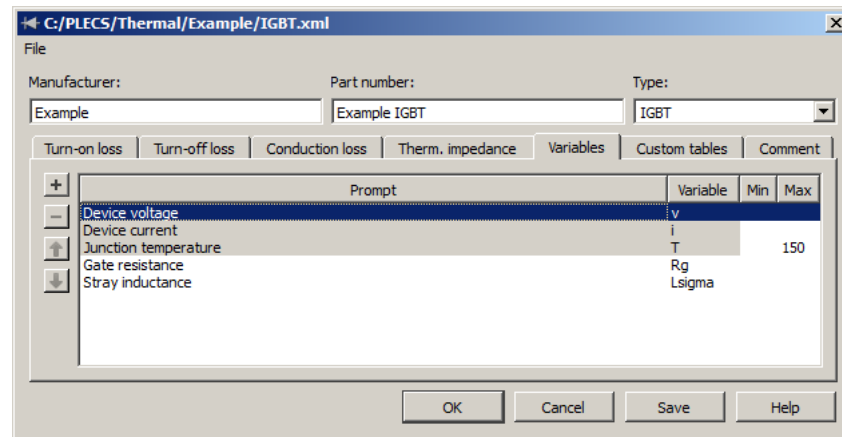 C:/PLECS/Thermal/Example/IGBT.xml
File
Manufacturer: Part number: Type:
Example Example IGBT IGBT
Turn-on loss Turn-off loss Conduction loss Therm. impedance Variables Custom tables Comment
Prompt Variable Min Max
Device voltage v
Device current i
Junction temperature T 150
Gate resistance Rg
Stray inductance Lsigma
OK Cancel Save Help